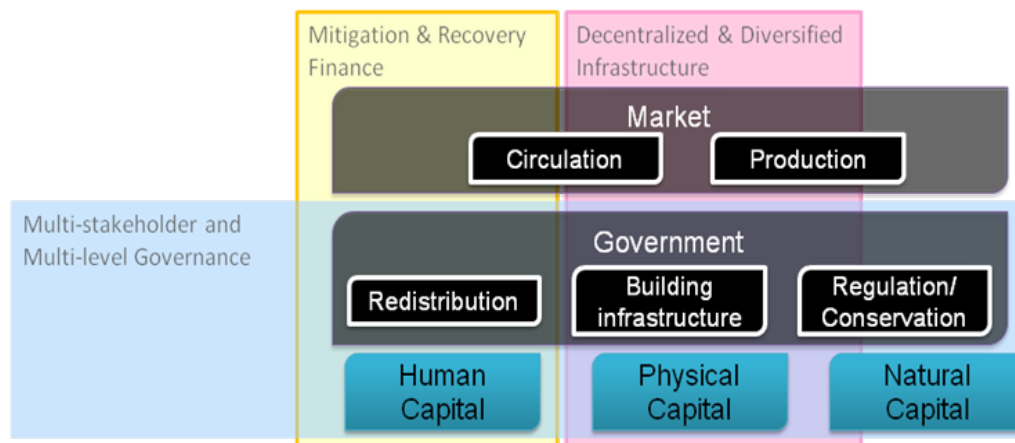 Mitigation & Recovery
Finance
Decentralized & Diversified
Infrastructure
Market
Circulation
Production
Multi-stakeholder and
Multi-level Governance
Government
Redistribution
Building
infrastructure
Regulation/
Conservation
Human
Capital
Physical
Capital
Natural
Capital